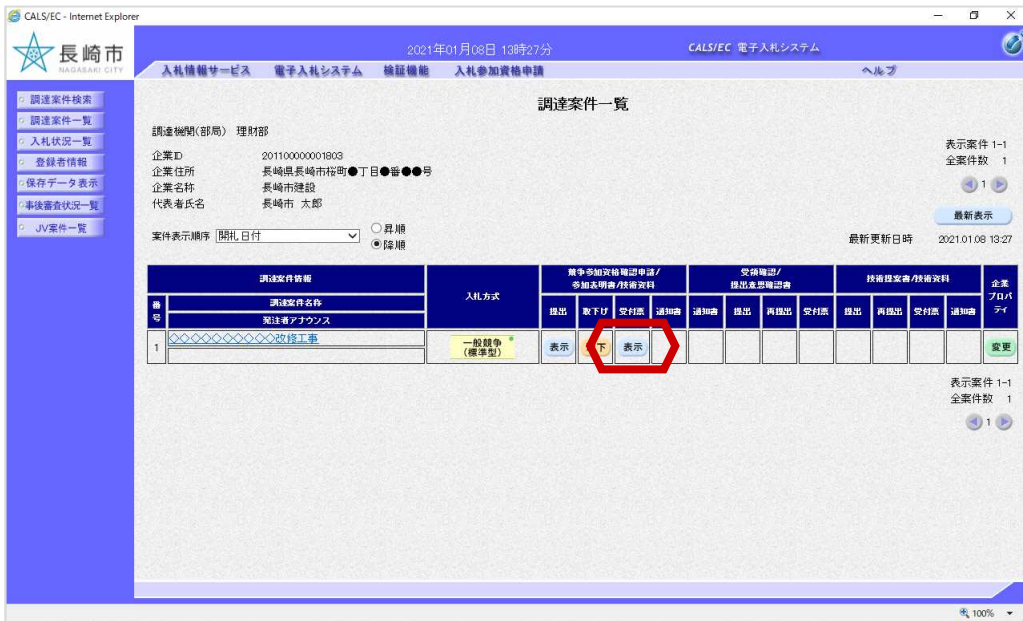 CALS/EC - Internet Explorer
長崎市
NAGASAKI CITY
2021年01月08日 13時27分
CALS/EC 電子入札システム
入札情報サービス 電子入札システム 検証機能 入札参加資格申請 ヘルプ
調達案件検索
調達案件一覧
入札状況一覧
登録者情報
保存データ表示
事後審査状況一覧
JV案件一覧
調達案件一覧
調達機関(部局) 理財部
企業ID 201100000001803
企業住所 長崎県長崎市桜町●丁目●番●●号
企業名称 長崎市建設
代表者氏名 長崎市 太郎
案件表示順序 開札日付
昇順
降順
表示案件 1-1
全案件数 1
1
最新表示
最新更新日時 2021.01.08 13:27
調達案件情報
番号
調達案件名称
発注者アナウンス
入札方式
競争参加資格確認申請/
参加表明書/技術資料
提出 取下げ 受付票 通知書
受領確認/
提出意思確認書
通知書 提出 再提出 受付票
技術提案書/技術資料
提出 再提出 受付票 通知書
企業プロパティ
1
◇◇◇◇◇◇◇◇◇◇改修工事
一般競争
(標準型)
表示
下
表示
変更
表示案件 1-1
全案件数 1
1
100%